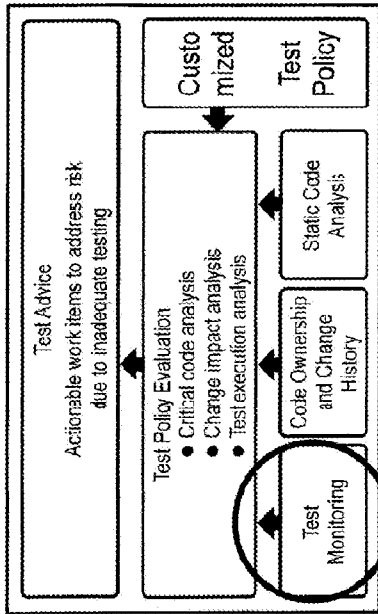 Test Advice
Actionable work items to address risk
due to inadequate testing
Test Policy Evaluation
● Critical code analysis
● Change impact analysis
● Test execution analysis
Custo
mized
Test
Policy
Test
Monitoring
Code Ownership
and Change
History
Static Code
Analysis